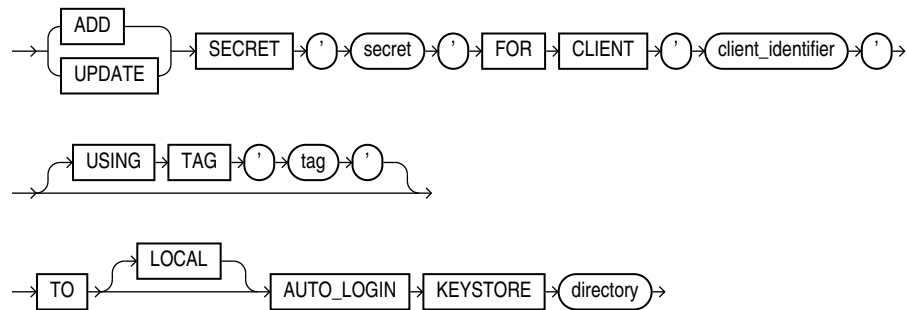 ADD
UPDATE
SECRET ' secret ' FOR CLIENT ' client_identifier '
USING TAG ' tag '
TO LOCAL AUTO_LOGIN KEYSTORE directory